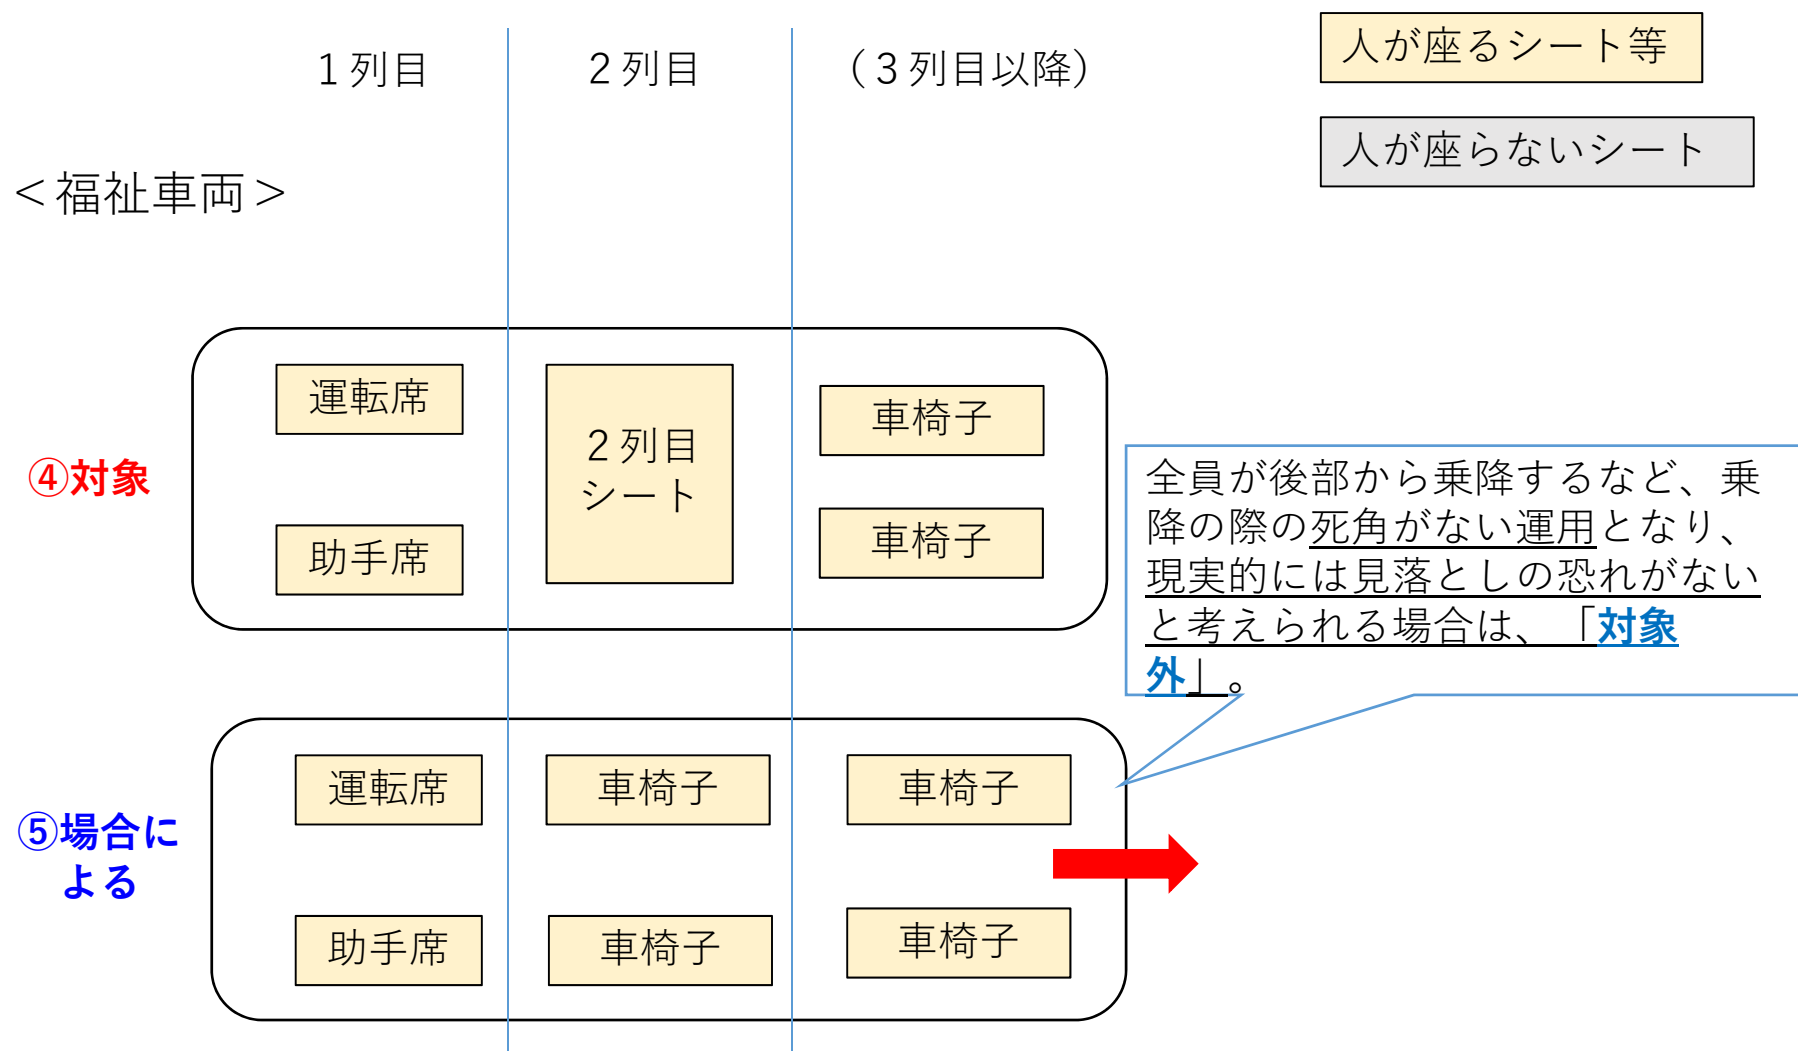 1列目
2列目
（3列目以降）
人が座るシート等
人が座らないシート
＜福祉車両＞
④対象
運転席
助手席
2列目
シート
車椅子
車椅子
全員が後部から乗降するなど、乗
降の際の死角がない運用となり、
現実的には見落としの恐れがない
と考えられる場合は、「対象
外」。
⑤場合に
よる
運転席
助手席
車椅子
車椅子
車椅子
車椅子